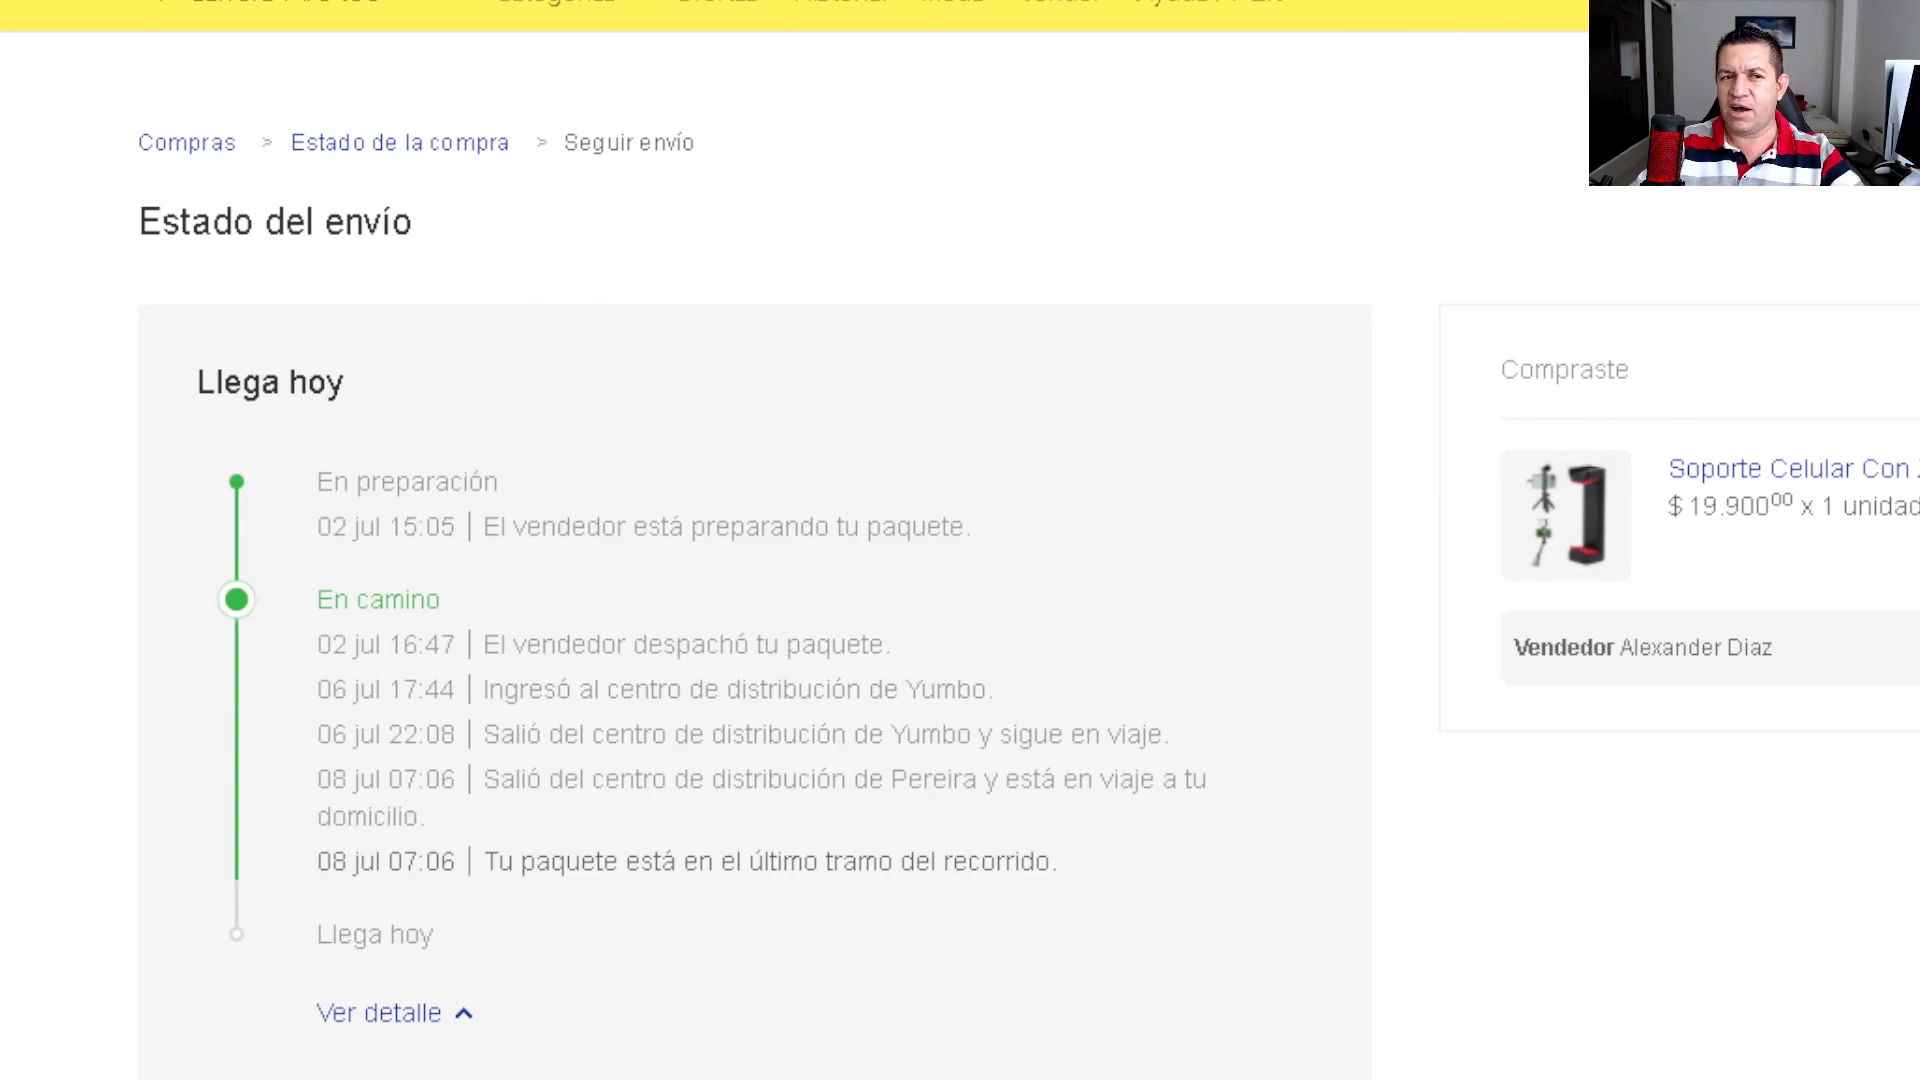 Compras > Estado de la compra > Seguir envío
Estado del envío
Llega hoy
En preparación
02 jul 15:05 | El vendedor está preparando tu paquete.
En camino
02 jul 16:47 | El vendedor despachó tu paquete.
06 jul 17:44 | Ingresó al centro de distribución de Yumbo.
06 jul 22:08 | Salió del centro de distribución de Yumbo y sigue en viaje.
08 jul 07:06 | Salió del centro de distribución de Pereira y está en viaje a tu
domicilio.
08 jul 07:06 | Tu paquete está en el último tramo del recorrido.
Llega hoy
Ver detalle
Compraste
Soporte Celular Con
$ 19.900⁰⁰ x 1 unidad
Vendedor Alexander Diaz